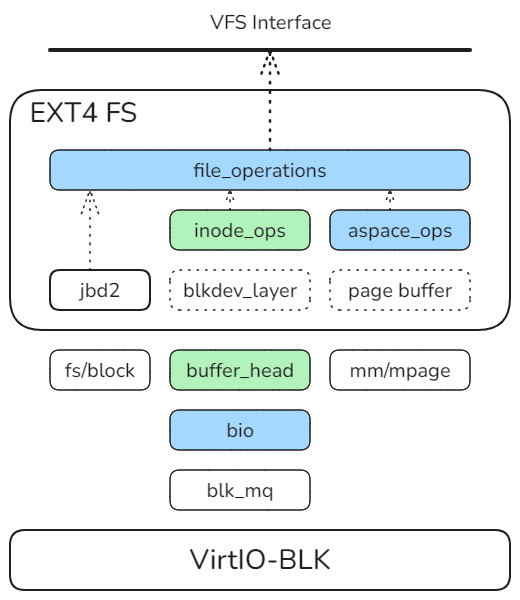 VFS Interface
EXT4 FS
file_operations
inode_ops
aspace_ops
jbd2
blkdev_layer
page buffer
fs/block
buffer_head
mm/mpage
bio
blk_mq
VirtIO-BLK